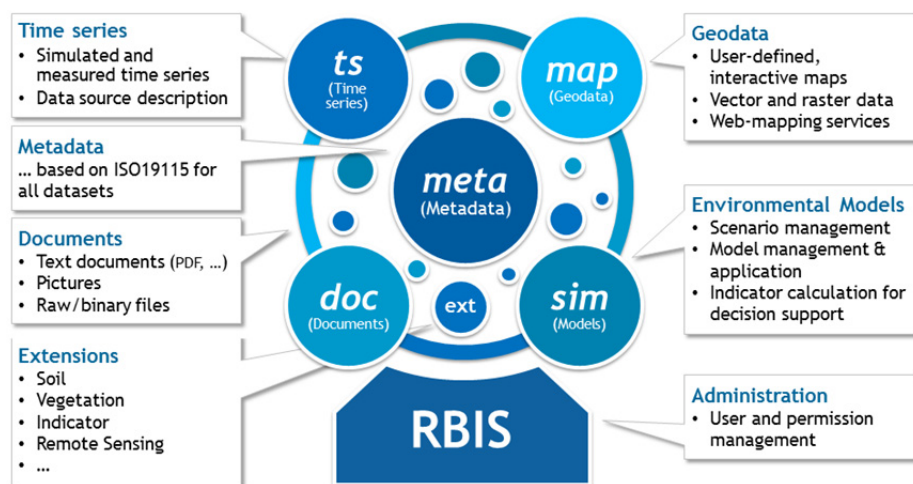 Time series
• Simulated and
measured time series
• Data source description
Metadata
... based on ISO19115 for
all datasets
Documents
• Text documents (PDF, ...)
• Pictures
• Raw/binary files
Extensions
• Soil
• Vegetation
• Indicator
• Remote Sensing
• ...
ts
(Time
series)
map
(Geodata)
meta
(Metadata)
doc
(Documents)
ext
sim
(Models)
RBIS
Geodata
• User-defined,
interactive maps
• Vector and raster data
• Web-mapping services
Environmental Models
• Scenario management
• Model management &
application
• Indicator calculation for
decision support
Administration
• User and permission
management